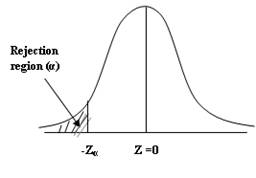 Rejection
region (α)
-Zα
Z =0